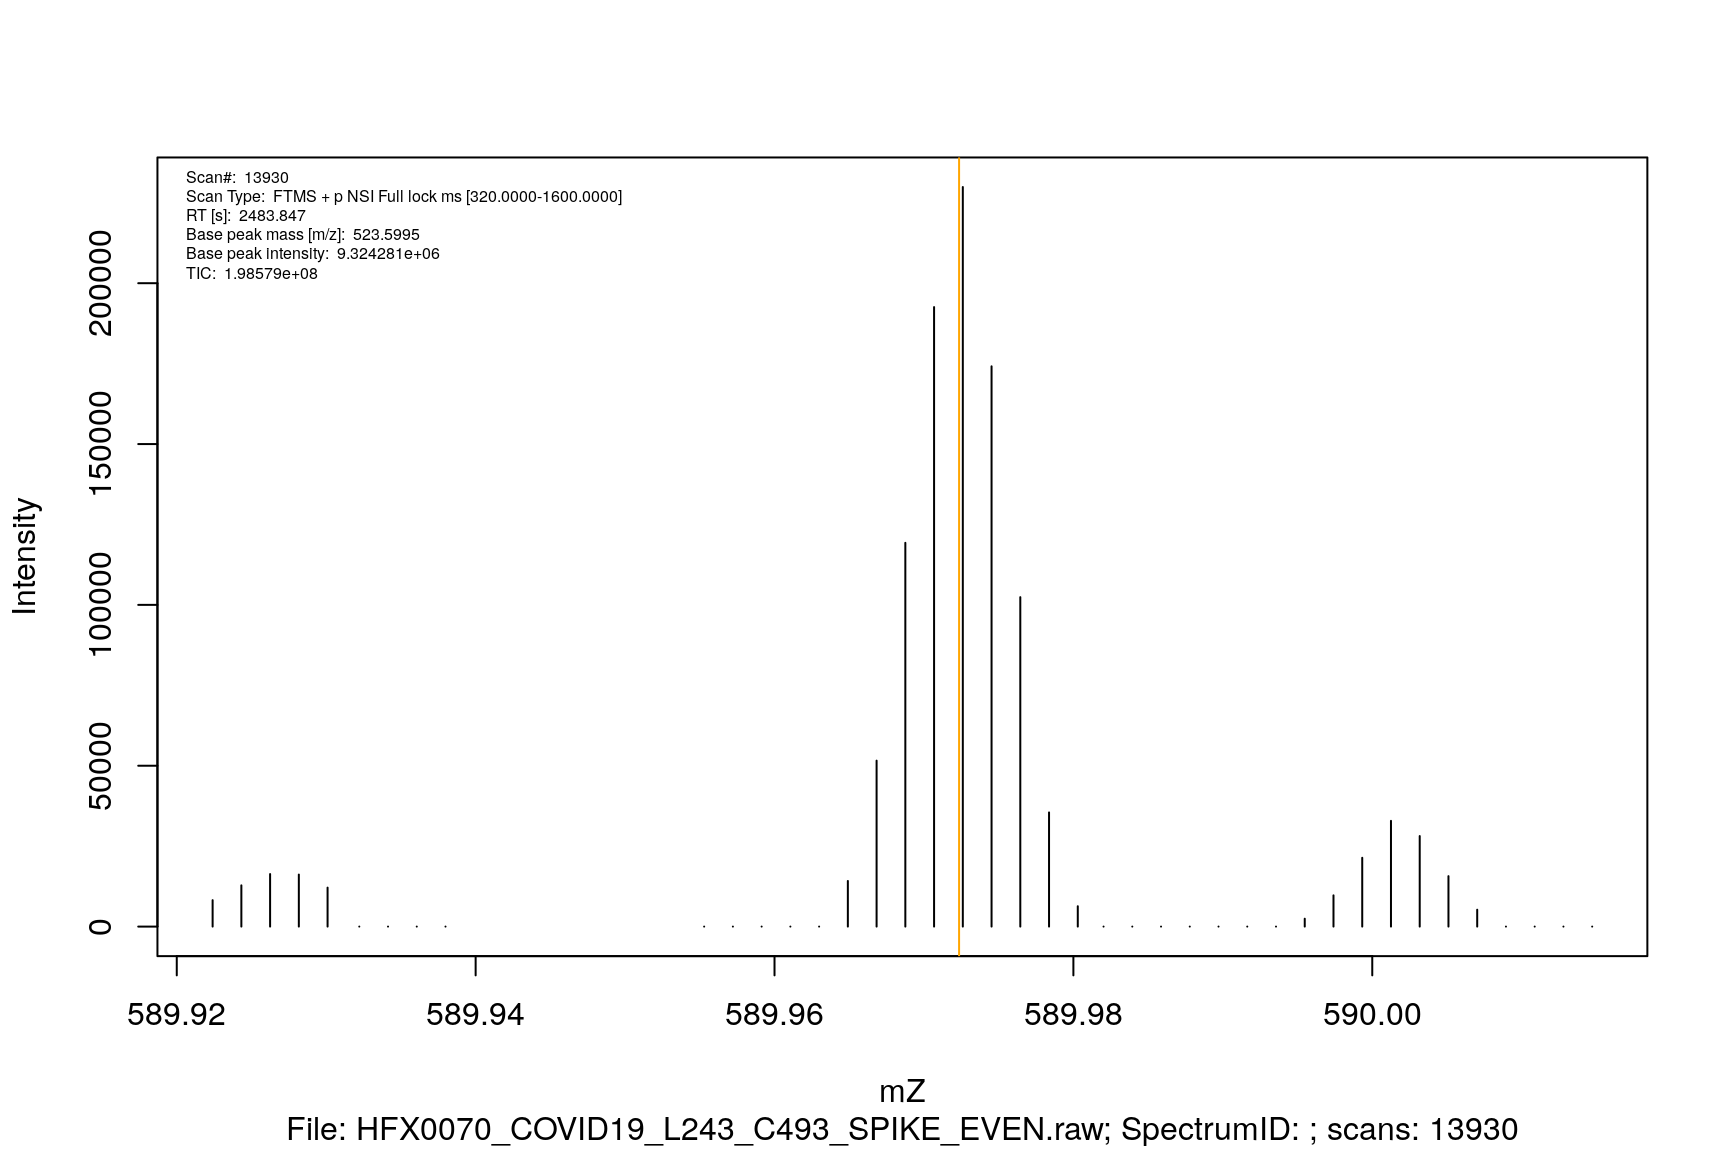 Scan#: 13930
Scan Type: FTMS + p NSI Full lock ms [320.0000-1600.0000]
RT [s]: 2483.847
Base peak mass [m/z]: 523.5995
Base peak intensity: 9.324281e+06
TIC: 1.98579e+08
200000
150000
100000
50000
0
Intensity
589.92 589.94 589.96 589.98 590.00
mZ
File: HFX0070_COVID19_L243_C493_SPIKE_EVEN.raw; SpectrumID: ; scans: 13930